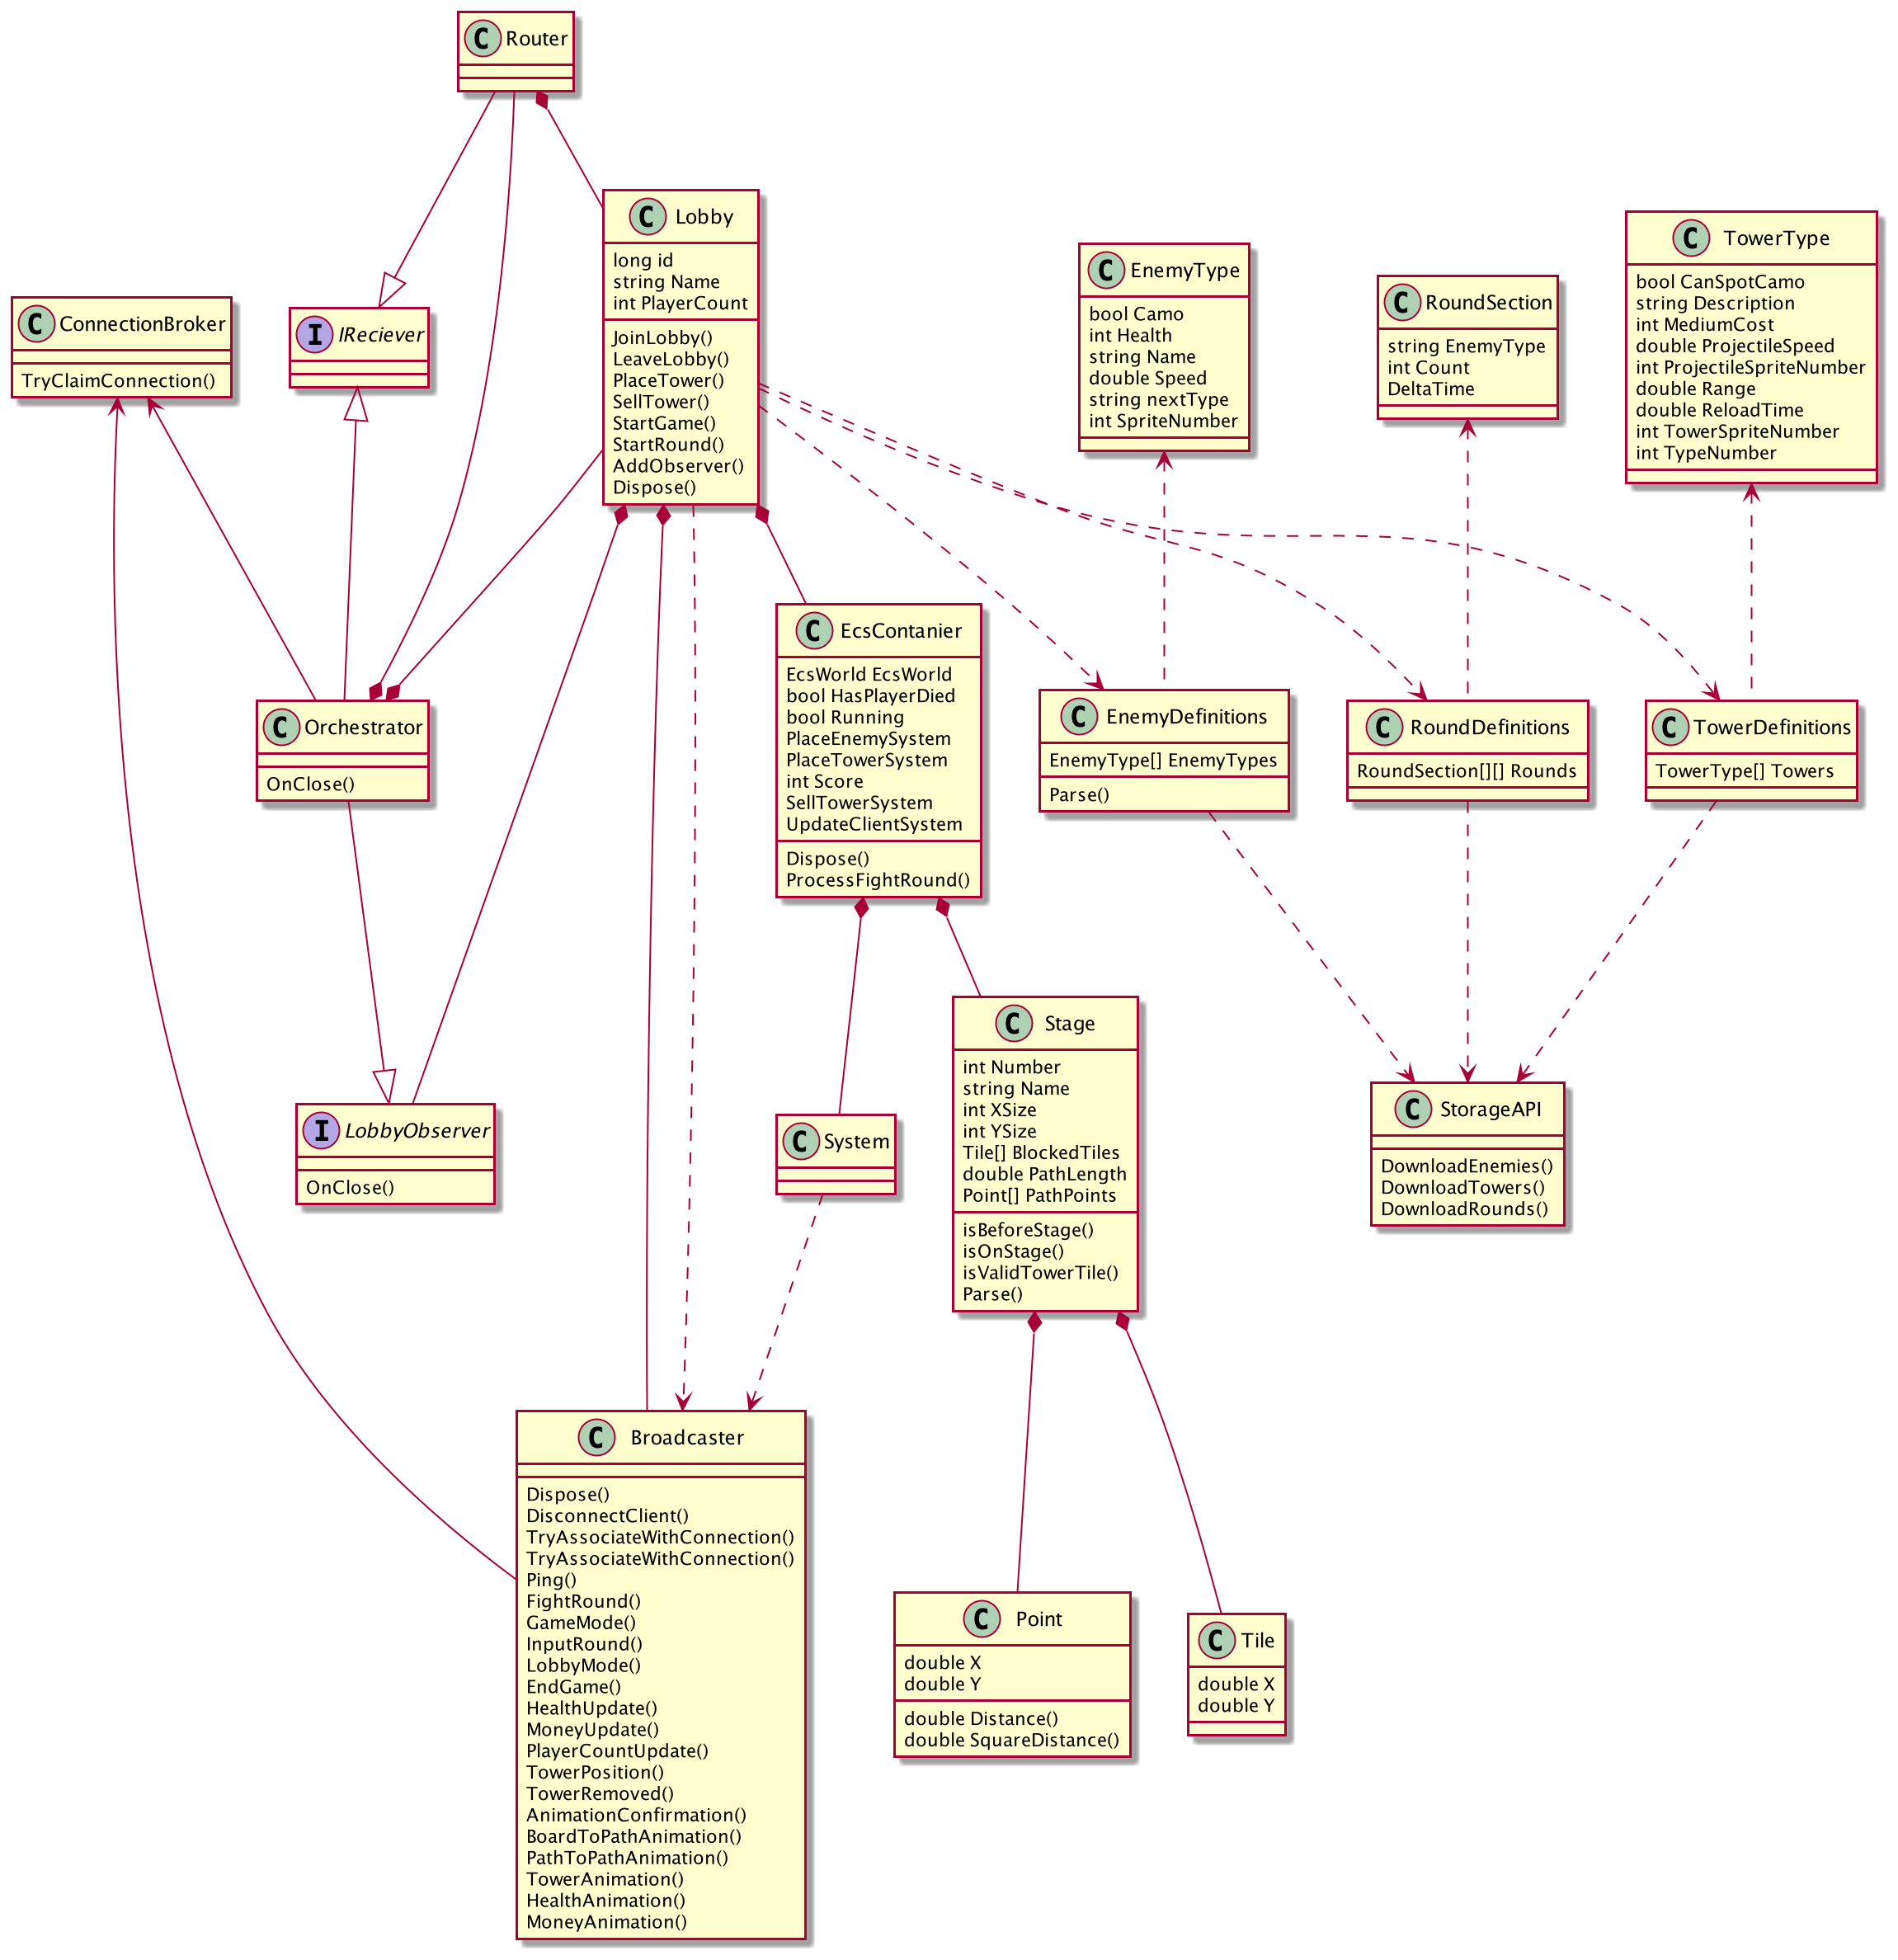 C Router
C Lobby
long id
string Name
int PlayerCount
JoinLobby()
LeaveLobby()
PlaceTower()
SellTower()
StartGame()
StartRound()
AddObserver()
Dispose()
C ConnectionBroker
TryClaimConnection()
I IReciever
C EnemyType
bool Camo
int Health
string Name
double Speed
string nextType
int SpriteNumber
C RoundSection
string EnemyType
int Count
DeltaTime
C TowerType
bool CanSpotCamo
string Description
int MediumCost
double ProjectileSpeed
int ProjectileSpriteNumber
double Range
double ReloadTime
int TowerSpriteNumber
int TypeNumber
C Orchestrator
OnClose()
C EcsContanier
EcsWorld EcsWorld
bool HasPlayerDied
bool Running
PlaceEnemySystem
PlaceTowerSystem
int Score
SellTowerSystem
UpdateClientSystem
Dispose()
ProcessFightRound()
C EnemyDefinitions
EnemyType[] EnemyTypes
Parse()
C RoundDefinitions
RoundSection[][] Rounds
C TowerDefinitions
TowerType[] Towers
I LobbyObserver
OnClose()
C System
C Stage
int Number
string Name
int XSize
int YSize
Tile[] BlockedTiles
double PathLength
Point[] PathPoints
isBeforeStage()
isOnStage()
isValidTowerTile()
Parse()
C StorageAPI
DownloadEnemies()
DownloadTowers()
DownloadRounds()
C Broadcaster
Dispose()
DisconnectClient()
TryAssociateWithConnection()
TryAssociateWithConnection()
Ping()
FightRound()
GameMode()
InputRound()
LobbyMode()
EndGame()
HealthUpdate()
MoneyUpdate()
PlayerCountUpdate()
TowerPosition()
TowerRemoved()
AnimationConfirmation()
BoardToPathAnimation()
PathToPathAnimation()
TowerAnimation()
HealthAnimation()
MoneyAnimation()
C Point
double X
double Y
double Distance()
double SquareDistance()
C Tile
double X
double Y